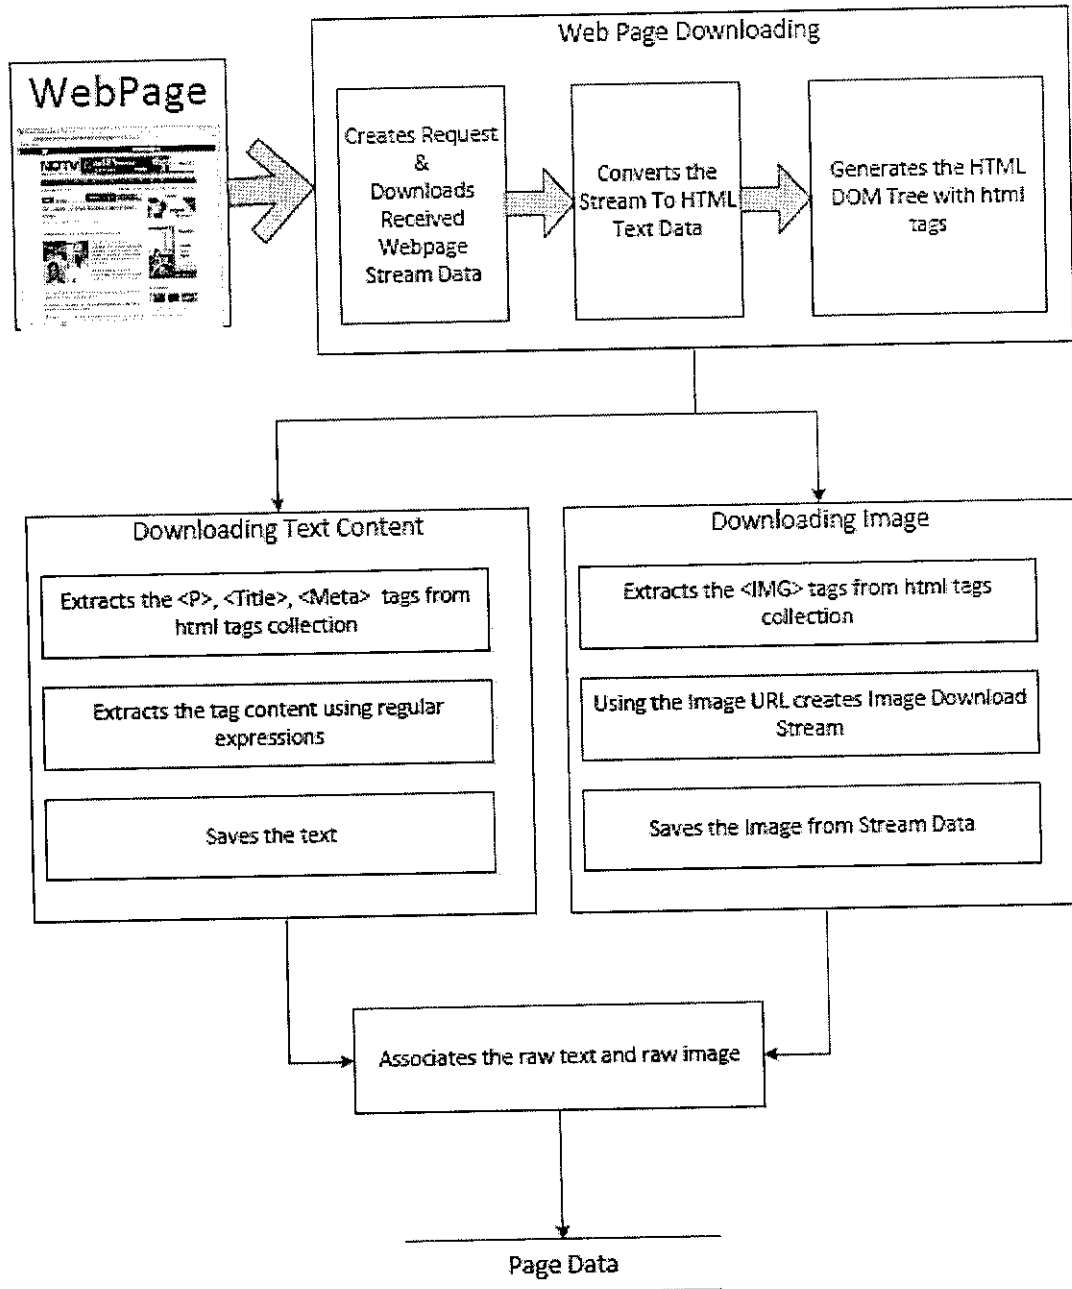 Web Page Downloading
WebPage
NDTV
Creates Request
&
Downloads
Received
Webpage
Stream Data
Converts the
Stream To HTML
Text Data
Generates the HTML
DOM Tree with html
tags
Downloading Text Content
Extracts the <P>, <Title>, <Meta> tags from
html tags collection
Extracts the tag content using regular
expressions
Saves the text
Downloading Image
Extracts the <IMG> tags from html tags
collection
Using the Image URL creates Image Download
Stream
Saves the Image from Stream Data
Associates the raw text and raw image
Page Data